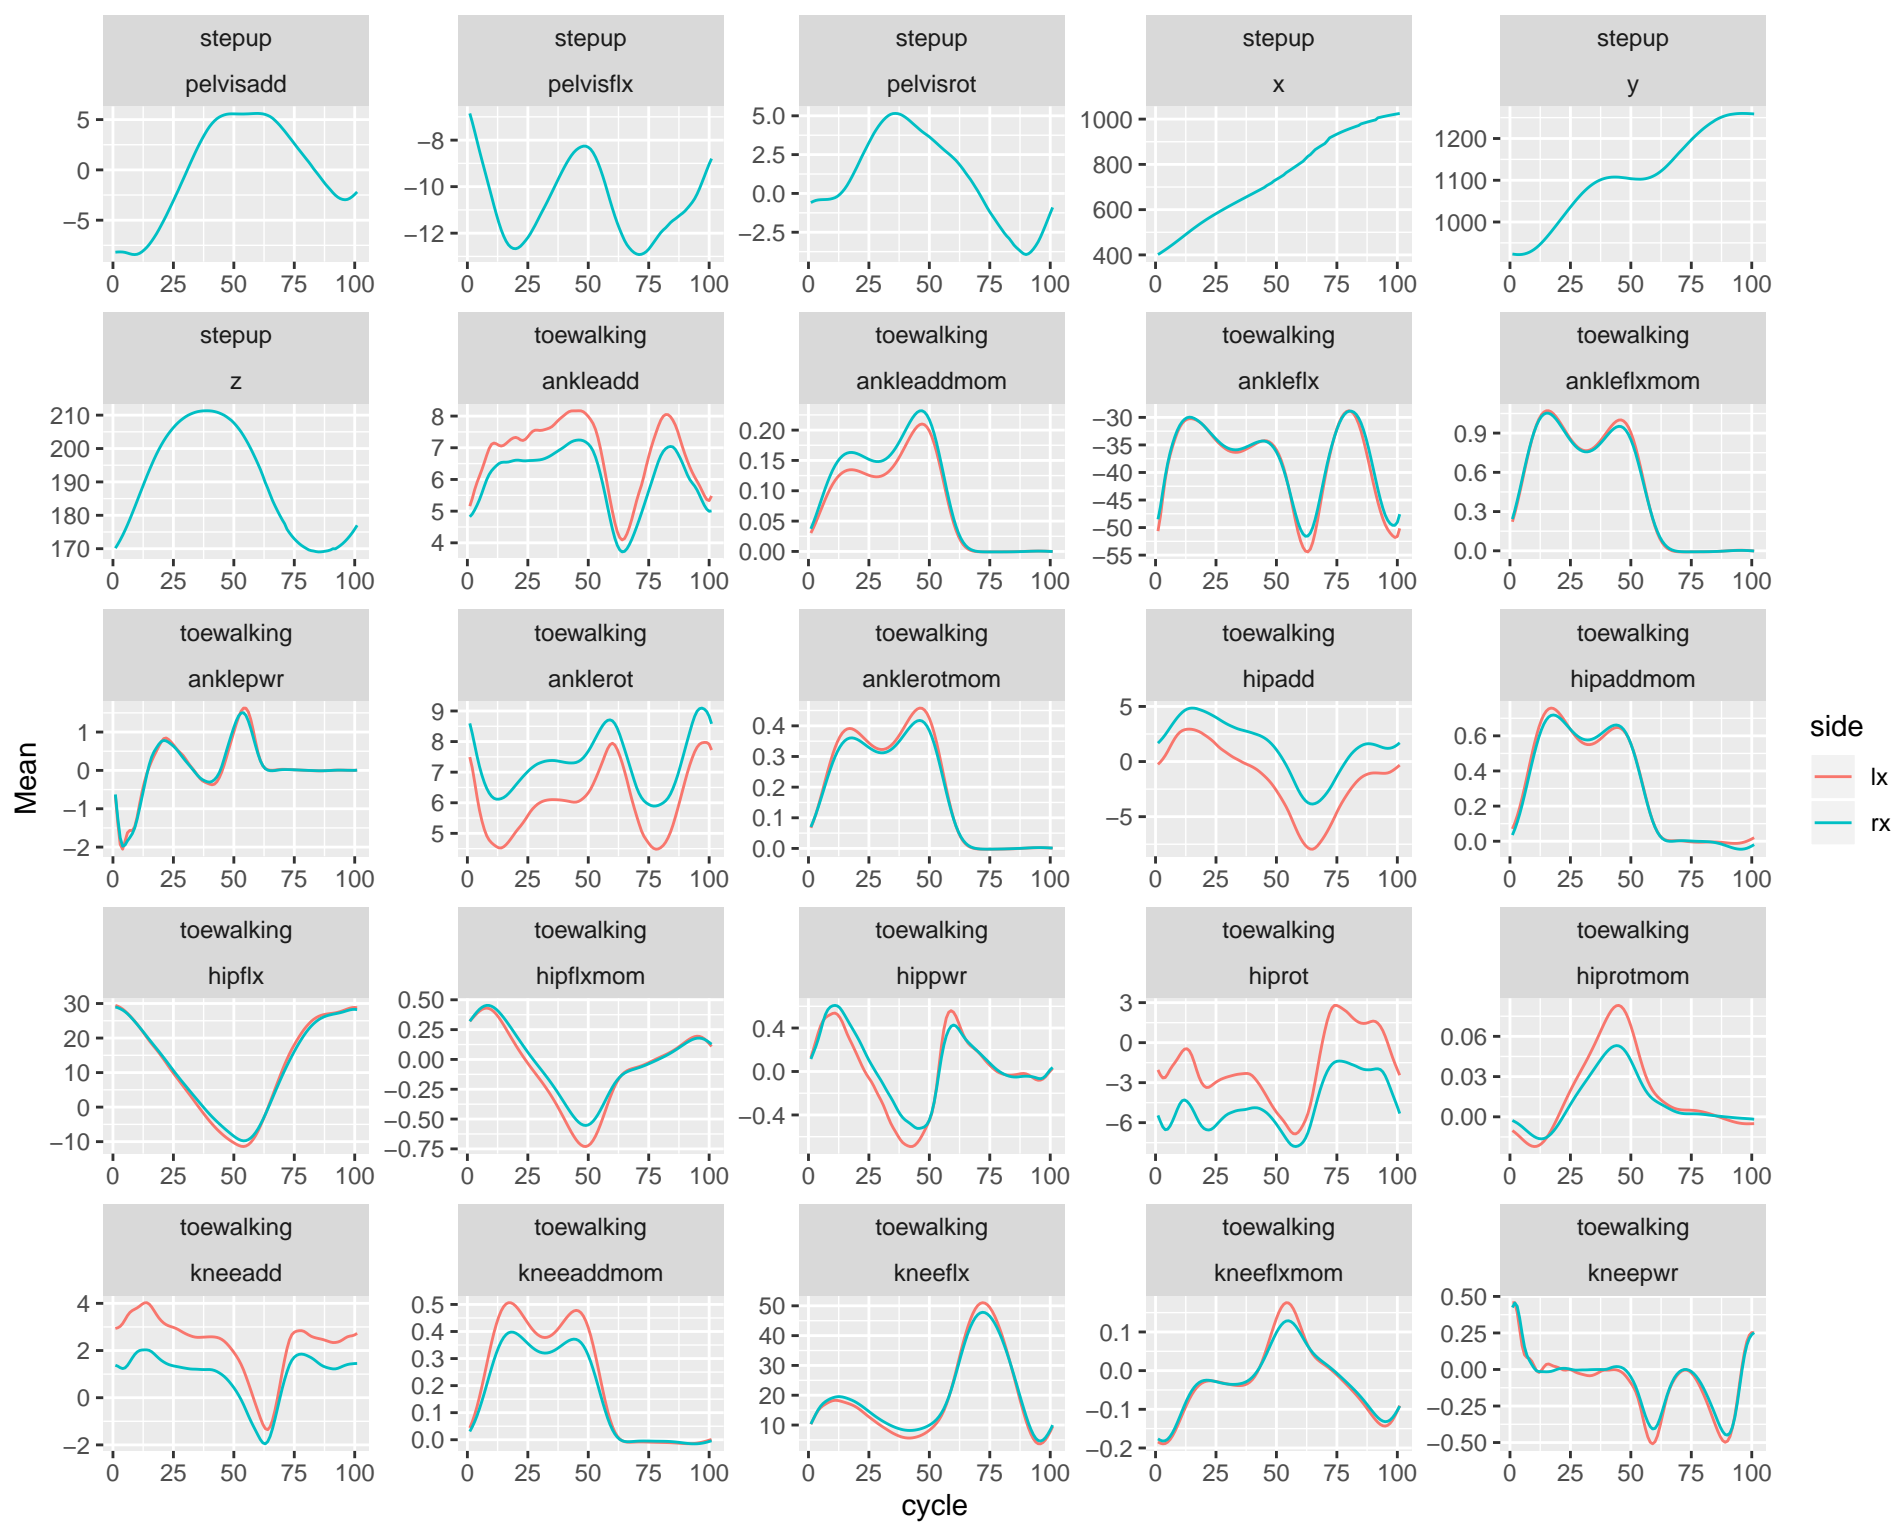 stepup stepup stepup stepup stepup
pelvisadd pelvisflx pelvisrot x y
5 0 −5
−8 −10 −12
5.0 2.5 0.0 −2.5
1000 800 600 400
1200 1100 1000
0 25 50 75 100 0 25 50 75 100 0 25 50 75 100 0 25 50 75 100 0 25 50 75 100
stepup toewalking toewalking toewalking toewalking
z ankleadd ankleaddmom ankleflx ankleflxmom
210 200 190 180 170
8 7 6 5 4
0.20 0.15 0.10 0.05 0.00
−30 −35 −40 −45 −50 −55
0.9 0.6 0.3 0.0
0 25 50 75 100 0 25 50 75 100 0 25 50 75 100 0 25 50 75 100 0 25 50 75 100
toewalking toewalking toewalking toewalking toewalking
anklepwr anklerot anklerotmom hipadd hipaddmom
1 0 −1 −2
9 8 7 6 5
0.4 0.3 0.2 0.1 0.0
5 0 −5
0.6 0.4 0.2 0.0
0 25 50 75 100 0 25 50 75 100 0 25 50 75 100 0 25 50 75 100 0 25 50 75 100
toewalking toewalking toewalking toewalking toewalking
hipflx hipflxmom hippwr hiprot hiprotmom
30 20 10 0 −10
0.50 0.25 0.00 −0.25 −0.50 −0.75
0.4 0.0 −0.4
3 0 −3 −6
0.06 0.03 0.00
0 25 50 75 100 0 25 50 75 100 0 25 50 75 100 0 25 50 75 100 0 25 50 75 100
toewalking toewalking toewalking toewalking toewalking
kneeadd kneeaddmom kneeflx kneeflxmom kneepwr
4 2 0 −2
0.5 0.4 0.3 0.2 0.1 0.0
50 40 30 20 10
0.1 0.0 −0.1 −0.2
0.50 0.25 0.00 −0.25 −0.50
0 25 50 75 100 0 25 50 75 100 0 25 50 75 100 0 25 50 75 100 0 25 50 75 100
cycle
Mean
side
lx
rx